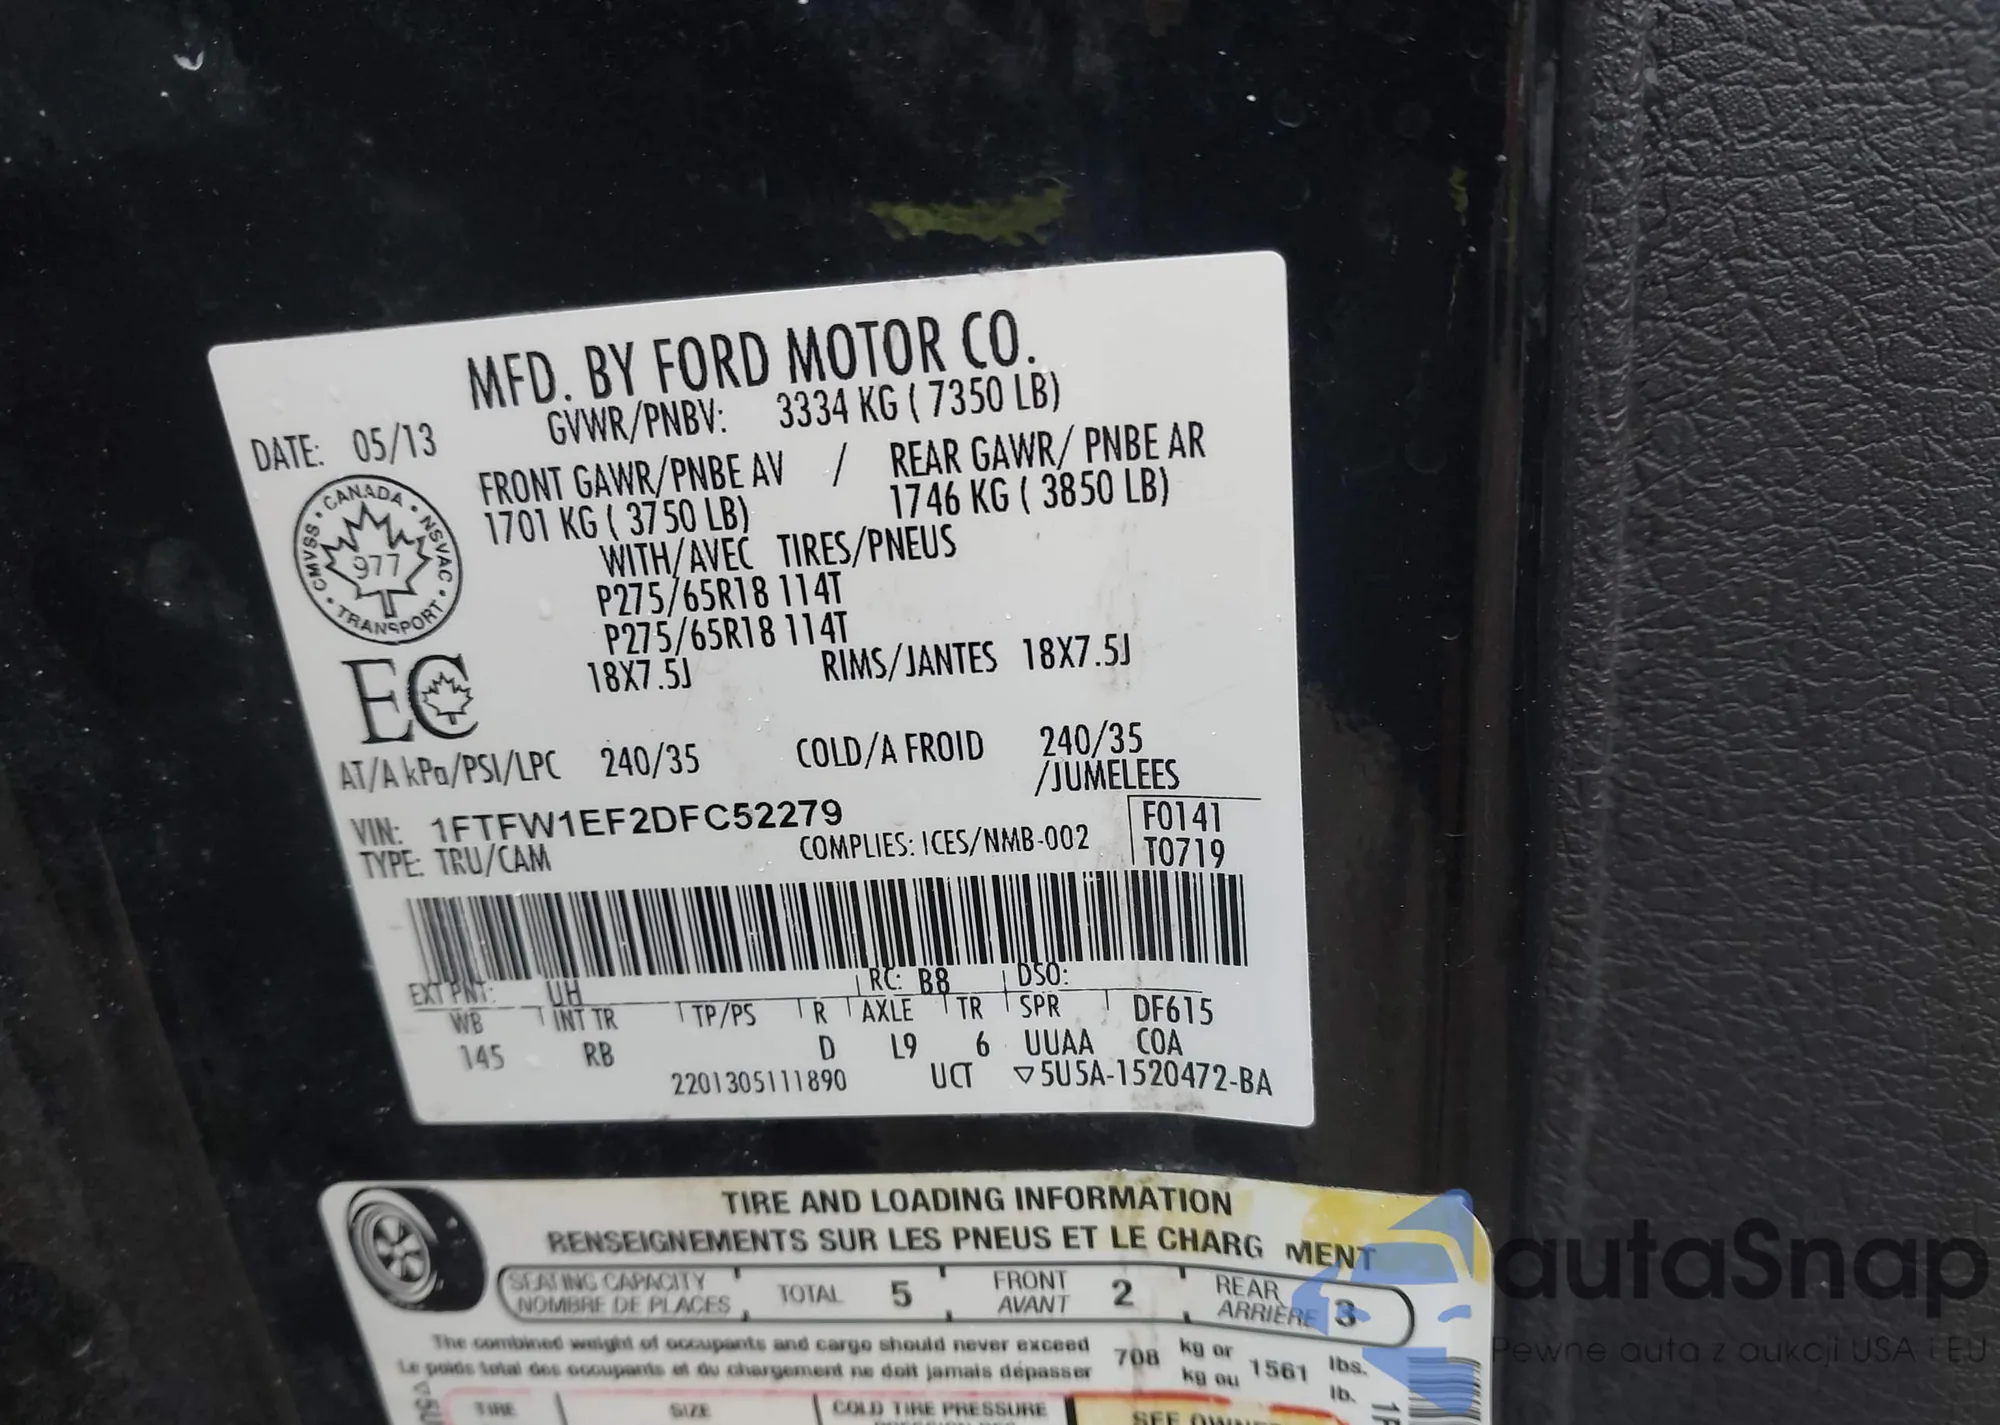 MFD. BY FORD MOTOR CO.
DATE: 05/13
GVWR/PNBV: 3334 KG ( 7350 LB)
FRONT GAWR/PNBE AV / REAR GAWR/ PNBE AR
1701 KG ( 3750 LB) 1746 KG ( 3850 LB)
WITH/AVEC TIRES/PNEUS
P275/65R18 114T
P275/65R18 114T
18X7.5J RIMS/JANTES 18X7.5J
CANADA • NSVAC • TRANSPORT • CMVSS •
977
EC
AT/A kPa/PSI/LPC 240/35 COLD/A FROID 240/35
/JUMELEES
VIN: 1FTFW1EF2DFC52279
F0141
TYPE: TRU/CAM COMPLIES: ICES/NMB-002 T0719
EXT PNT: UH RC: B8 DSO:
WB INT TR TP/PS R AXLE TR SPR DF615
145 RB D L9 6 UUAA COA
2201305111890 UCT ▽5U5A-1520472-BA
TIRE AND LOADING INFORMATION
RENSEIGNEMENTS SUR LES PNEUS ET LE CHARG MENT
SEATING CAPACITY
NOMBRE DE PLACES
TOTAL 5
FRONT
AVANT
2
REAR
ARRIÈRE
3
The combined weight of occupants and cargo should never exceed 708 kg or 1561 lbs.
Le poids total des occupants et du chargement ne doit jamais dépasser kg ou lb.
TIRE SIZE COLD TIRE PRESSURE
SEE
autaSnap
Pewne auta z aukcji USA i EU